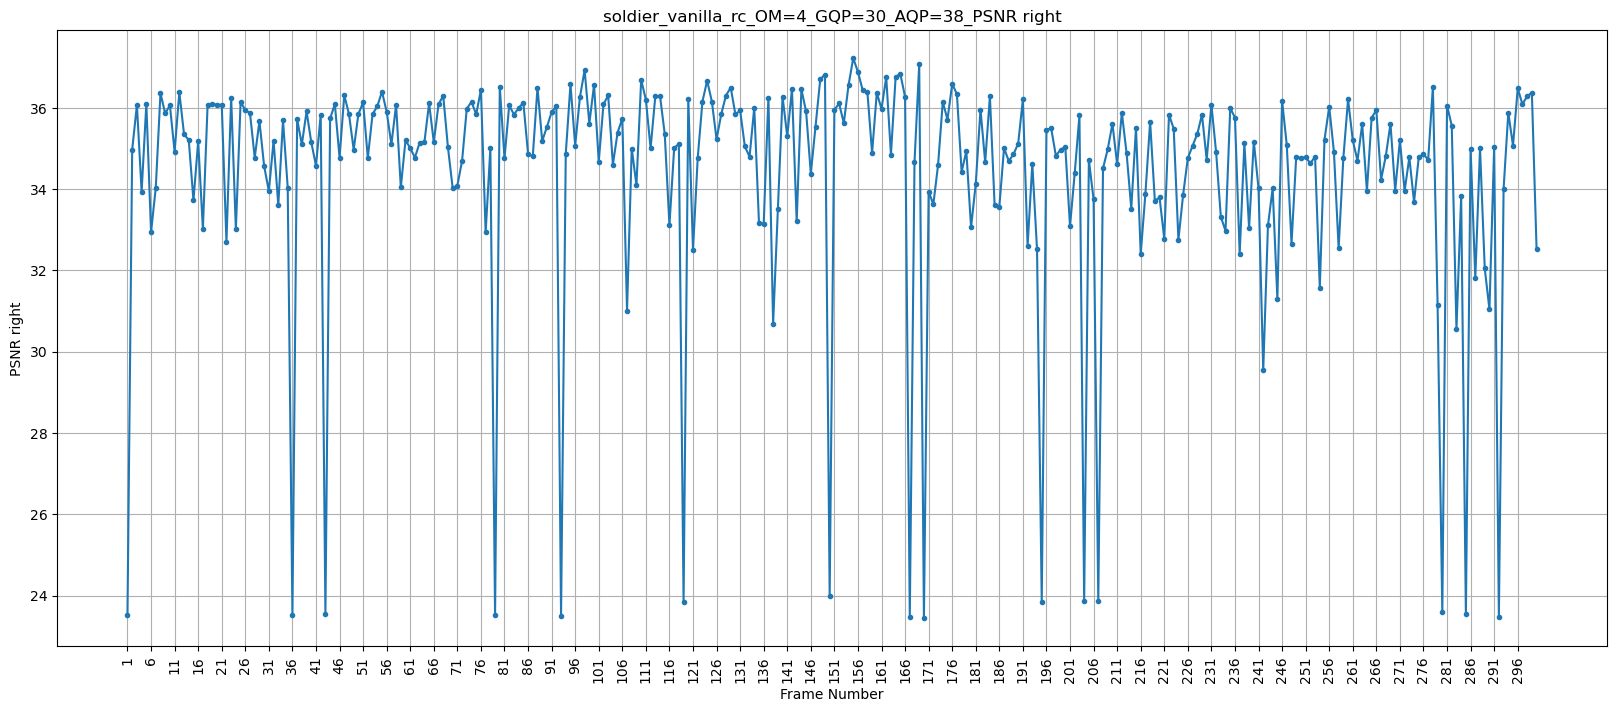 soldier_vanilla_rc_OM=4_GQP=30_AQP=38_PSNR right
PSNR right
36
34
32
30
28
26
24
1 6 11 16 21 26 31 36 41 46 51 56 61 66 71 76 81 86 91 96 101 106 111 116 121 126 131 136 141 146 151 156 161 166 171 176 181 186 191 196 201 206 211 216 221 226 231 236 241 246 251 256 261 266 271 276 281 286 291 296
Frame Number